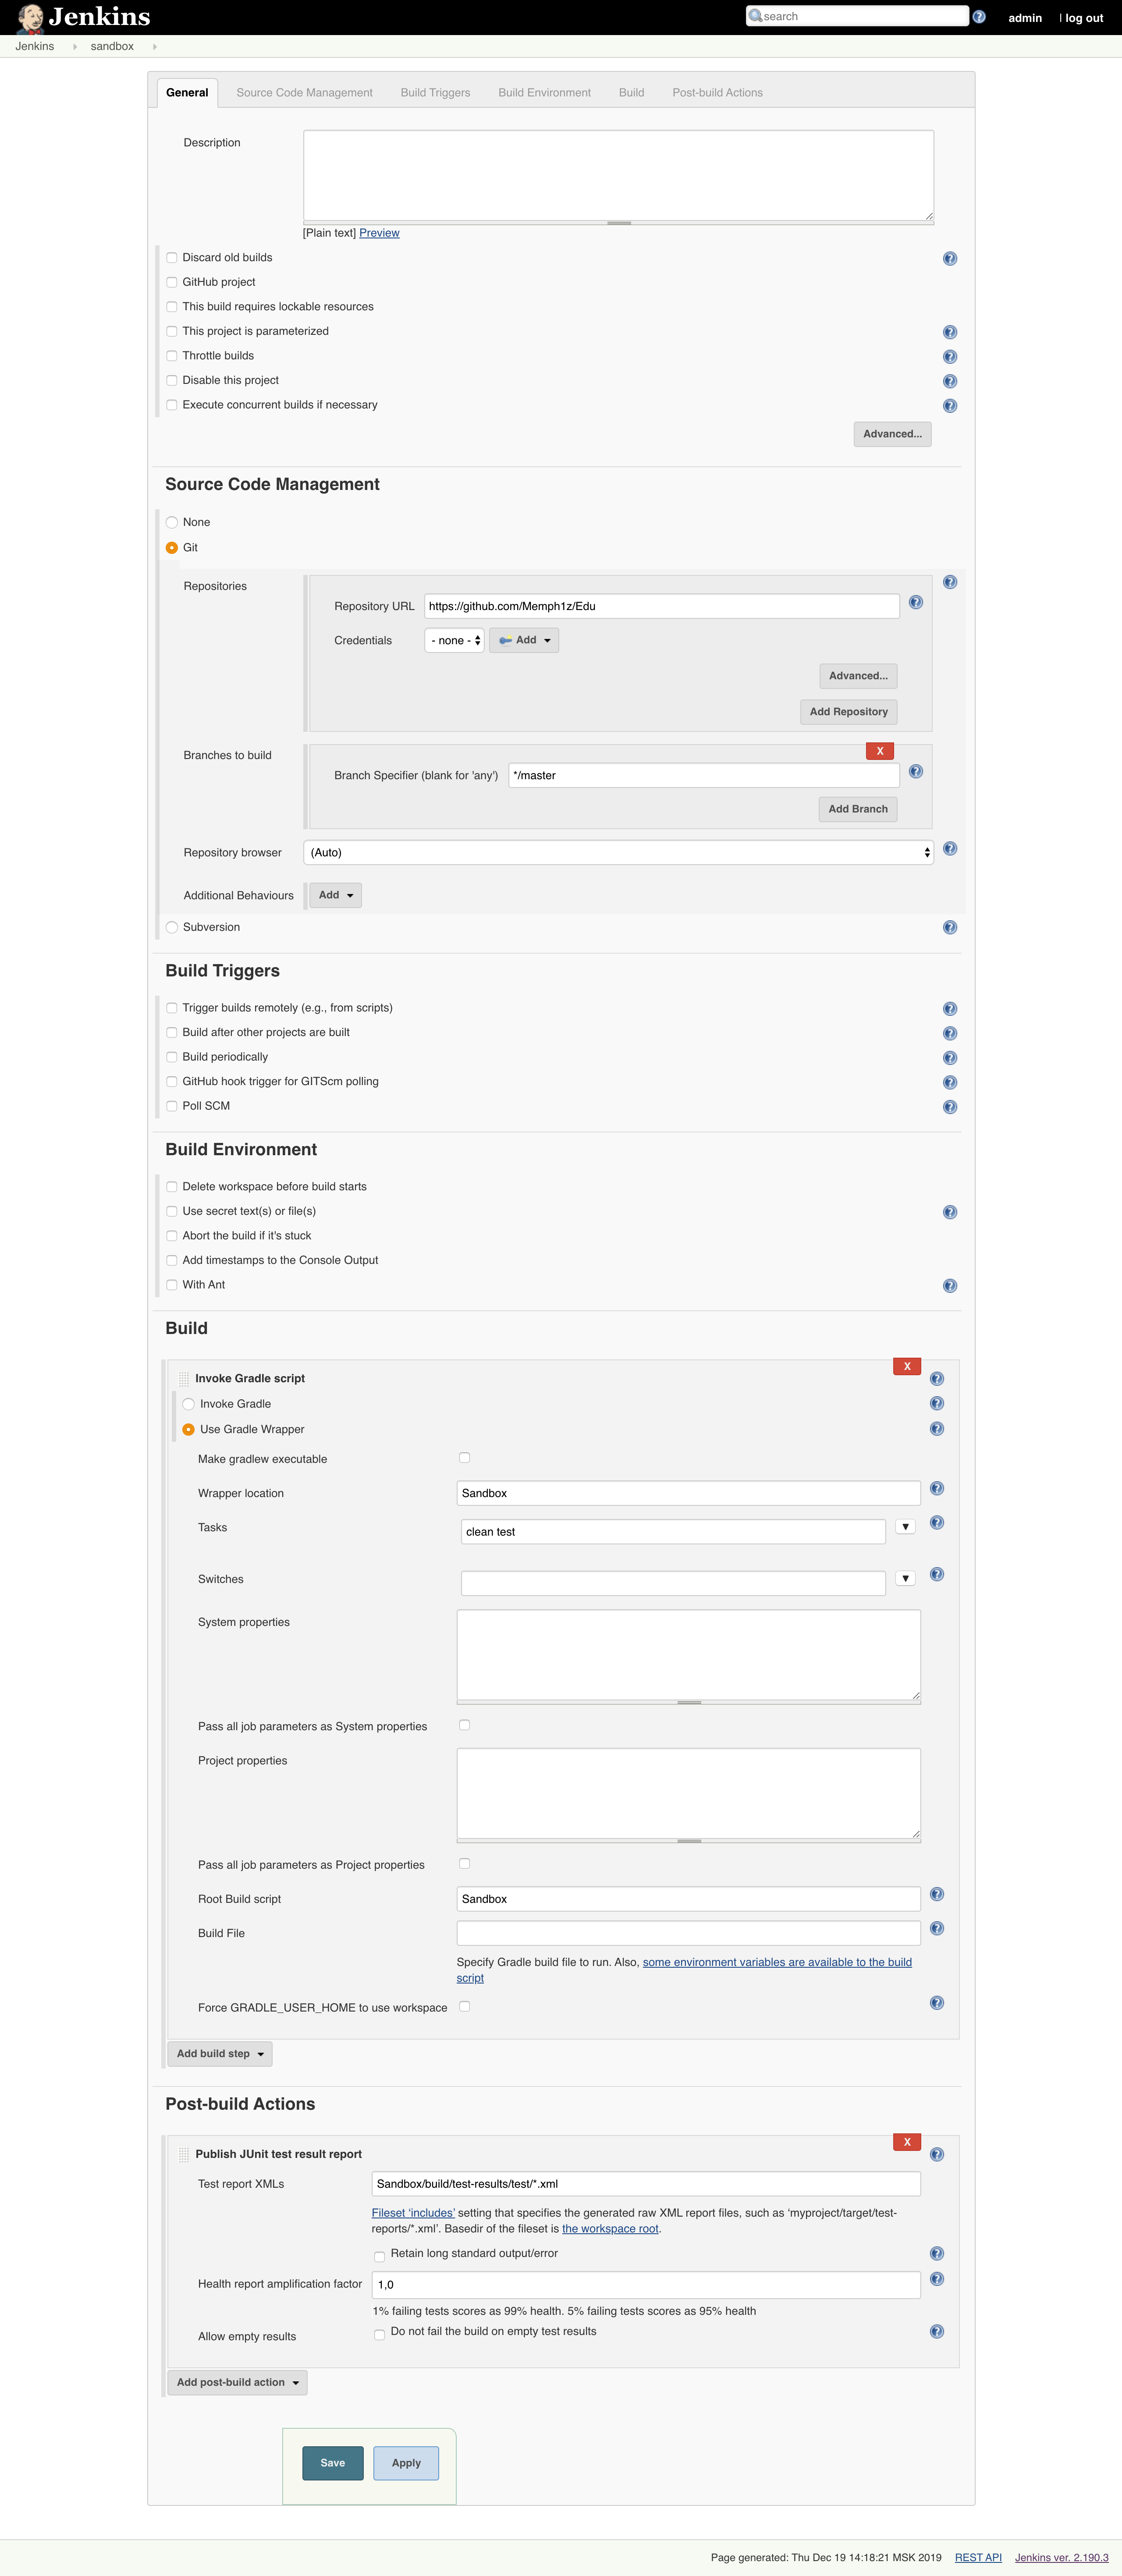 Jenkins
search
admin
| log out
Jenkins
sandbox
General
Source Code Management
Build Triggers
Build Environment
Build
Post-build Actions
Description
[Plain text] Preview
Discard old builds
GitHub project
This build requires lockable resources
This project is parameterized
Throttle builds
Disable this project
Execute concurrent builds if necessary
Advanced...
Source Code Management
None
Git
Repositories
Repository URL
https://github.com/Memph1z/Edu
Credentials
- none -
Add
Advanced...
Add Repository
Branches to build
X
Branch Specifier (blank for 'any')
*/master
Add Branch
Repository browser
(Auto)
Additional Behaviours
Add
Subversion
Build Triggers
Trigger builds remotely (e.g., from scripts)
Build after other projects are built
Build periodically
GitHub hook trigger for GITScm polling
Poll SCM
Build Environment
Delete workspace before build starts
Use secret text(s) or file(s)
Abort the build if it's stuck
Add timestamps to the Console Output
With Ant
Build
X
Invoke Gradle script
Invoke Gradle
Use Gradle Wrapper
Make gradlew executable
Wrapper location
Sandbox
Tasks
clean test
Switches
System properties
Pass all job parameters as System properties
Project properties
Pass all job parameters as Project properties
Root Build script
Sandbox
Build File
Specify Gradle build file to run. Also, some environment variables are available to the build
script
Force GRADLE_USER_HOME to use workspace
Add build step
Post-build Actions
X
Publish JUnit test result report
Test report XMLs
Sandbox/build/test-results/test/*.xml
Fileset ‘includes’ setting that specifies the generated raw XML report files, such as ‘myproject/target/test-
reports/*.xml’. Basedir of the fileset is the workspace root.
Retain long standard output/error
Health report amplification factor
1,0
1% failing tests scores as 99% health. 5% failing tests scores as 95% health
Allow empty results
Do not fail the build on empty test results
Add post-build action
Save
Apply
Page generated: Thu Dec 19 14:18:21 MSK 2019
REST API
Jenkins ver. 2.190.3